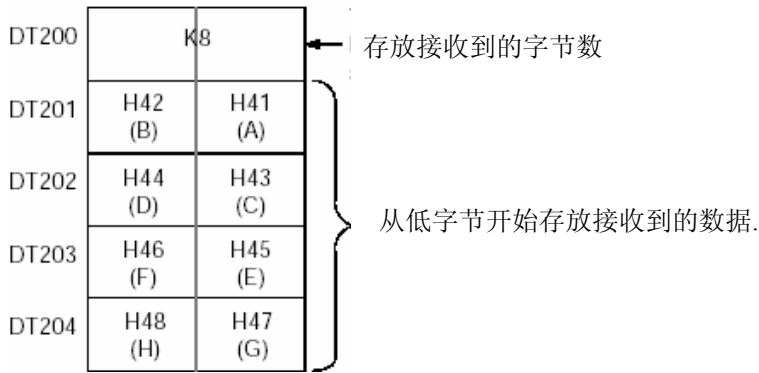 DT200 K8 存放接收到的字节数
DT201 H42 H41
(B) (A)
DT202 H44 H43
(D) (C)
从低字节开始存放接收到的数据.
DT203 H46 H45
(F) (E)
DT204 H48 H47
(H) (G)